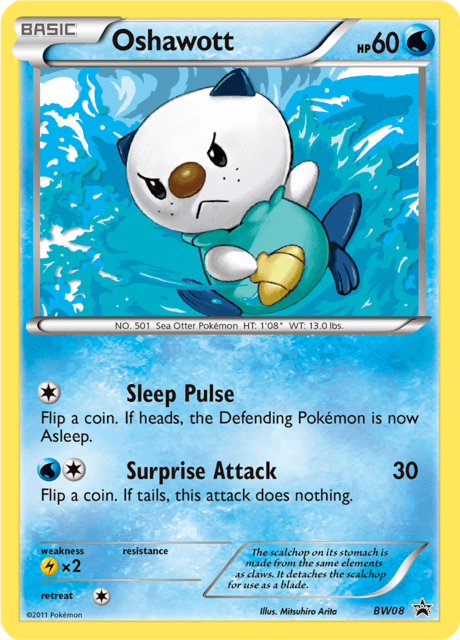 BASIC Oshawott HP60
NO. 501 Sea Otter Pokémon HT: 1'08" WT: 13.0 lbs.
Sleep Pulse
Flip a coin. If heads, the Defending Pokémon is now
Asleep.
Surprise Attack 30
Flip a coin. If tails, this attack does nothing.
weakness resistance
×2
retreat
The scalchop on its stomach is
made from the same elements
as claws. It detaches the scalchop
for use as a blade.
©2011 Pokémon Illus. Mitsuhiro Arita BW08